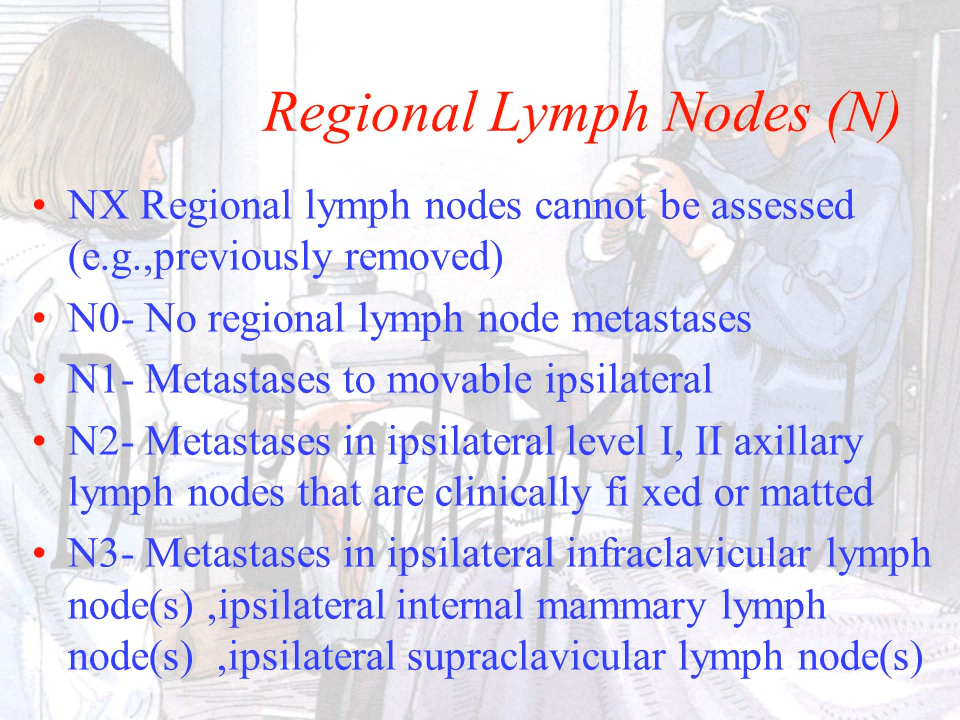 Regional Lymph Nodes (N)
• NX Regional lymph nodes cannot be assessed
(e.g.,previously removed)
• N0- No regional lymph node metastases
• N1- Metastases to movable ipsilateral
• N2- Metastases in ipsilateral level I, II axillary
lymph nodes that are clinically fi xed or matted
• N3- Metastases in ipsilateral infraclavicular lymph
node(s) ,ipsilateral internal mammary lymph
node(s)  ,ipsilateral supraclavicular lymph node(s)